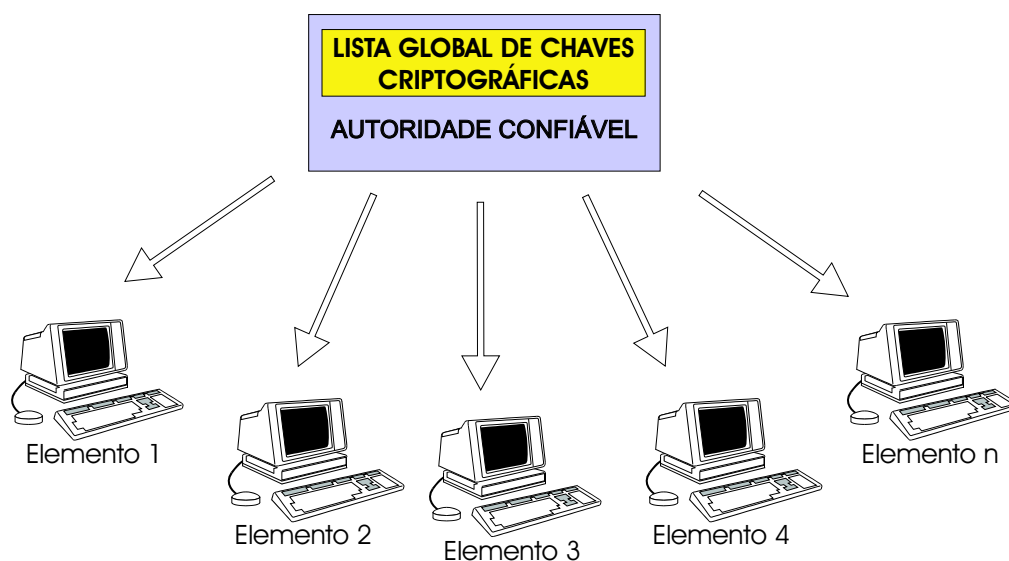 LISTA GLOBAL DE CHAVES
CRIPTOGRÁFICAS
AUTORIDADE CONFIÁVEL
Elemento 1
Elemento n
Elemento 2
Elemento 4
Elemento 3